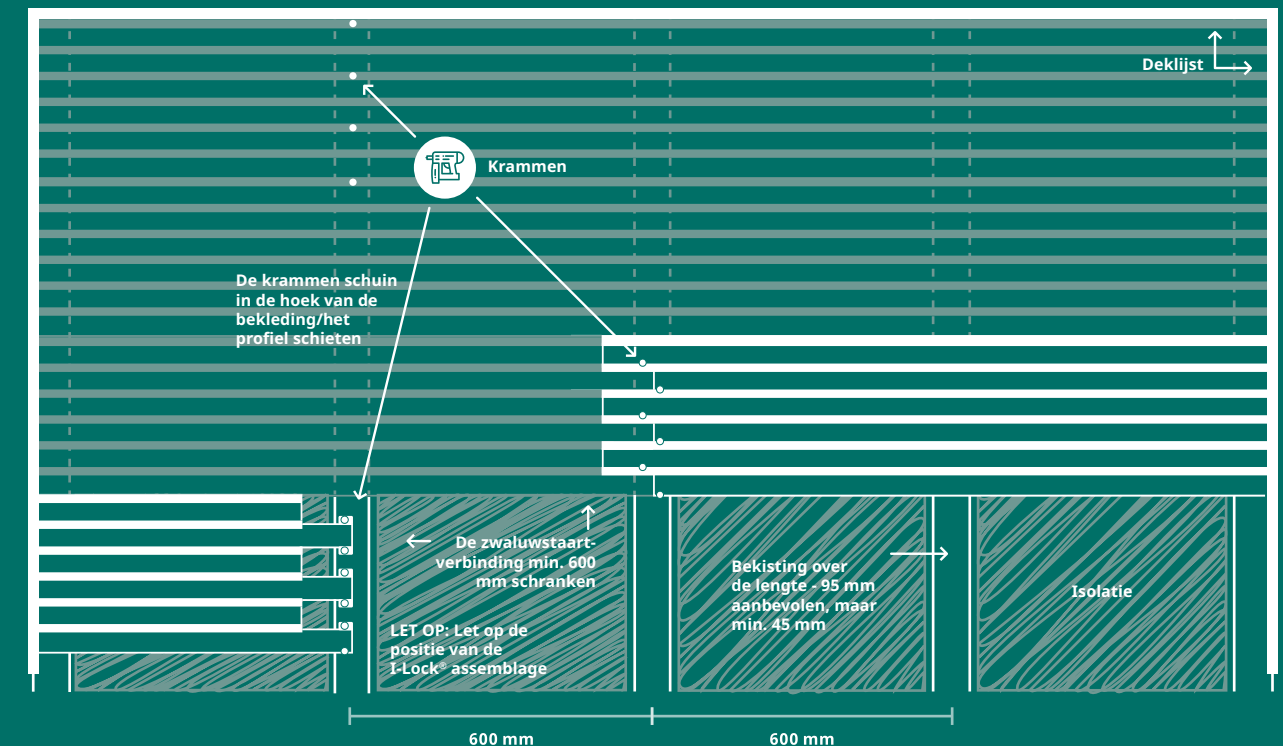 Deklijst
Krammen
De krammen schuin
in de hoek van de
bekleding/het
profiel schieten
De zwaluwstaart-
verbinding min. 600
mm schranken
LET OP: Let op de
positie van de
I-Lock® assemblage
Bekisting over
de lengte - 95 mm
aanbevolen, maar
min. 45 mm
Isolatie
600 mm
600 mm